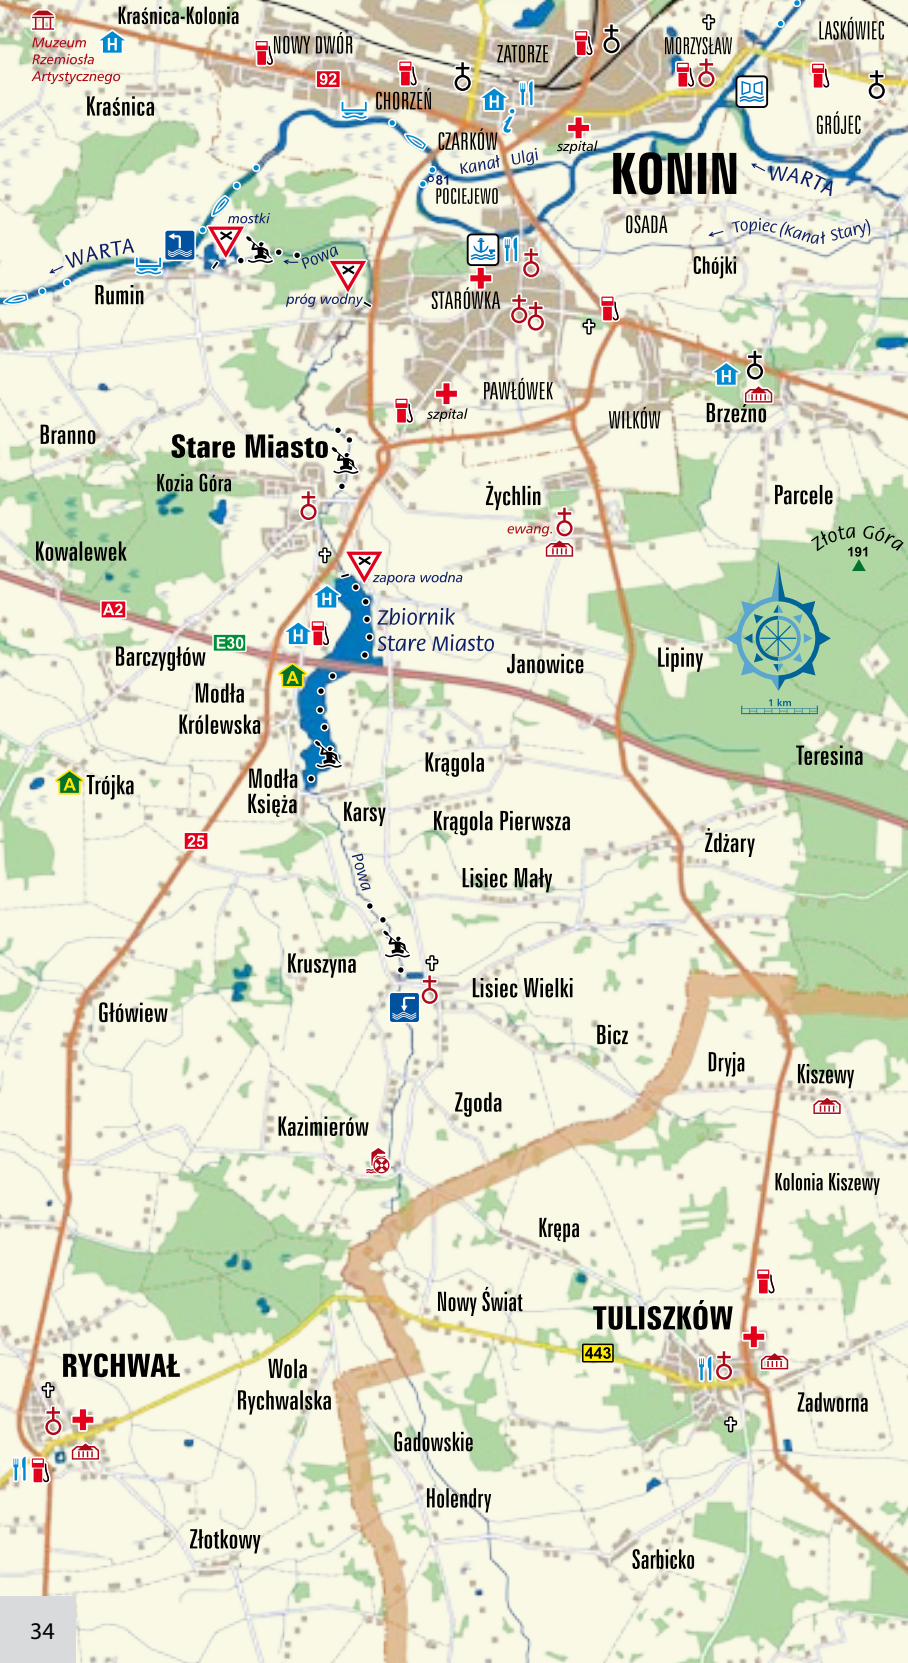 Kraśnica-Kolonia
Muzeum
Rzemiosła
Artystycznego
H
NOWY DWÓR
ZATORZE
MORZYSŁAW
LASKÓWIEC
92
CHORZEŃ
Kraśnica
H
i
GRÓJEC
CZARKÓW
szpital
Kanał Ulgi
KONIN
← WARTA
81
POCIEJEWO
mostki
OSADA
← Topiec (Kanał Stary)
← WARTA
← Powa
Chójki
Rumin
próg wodny
STARÓWKA
H
PAWŁÓWEK
szpital
WILKÓW
Brzeźno
Branno
Stare Miasto
Kozia Góra
Żychlin
Parcele
ewang.
Złota Góra
191
Kowalewek
zapora wodna
A2
H
Zbiornik
Stare Miasto
E30
H
Barczygłów
Janowice
Lipiny
A
Modła
Królewska
1 km
Teresina
Krągola
A
Trójka
Modła
Księża
Karsy
Krągola Pierwsza
25
Żdżary
Powa
Lisiec Mały
Kruszyna
Lisiec Wielki
Główiew
Bicz
Dryja
Kiszewy
Zgoda
Kazimierów
Kolonia Kiszewy
Krępa
Nowy Świat
TULISZKÓW
443
RYCHWAŁ
Wola
Rychwalska
Zadworna
Gadowskie
Holendry
Złotkowy
Sarbicko
34